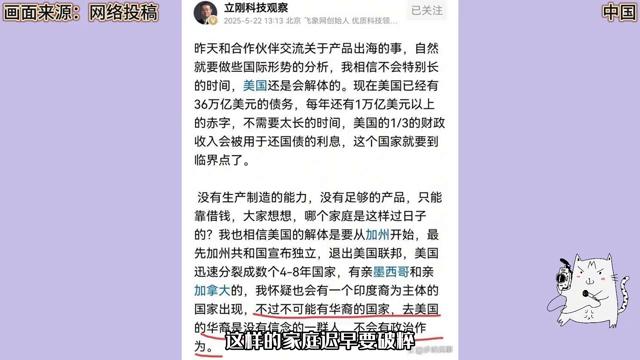 画面来源：网络投稿
中国
立刚科技观察
2025-5-22 13:13 北京 飞象网创始人 优质科技领...
已关注
昨天和合作伙伴交流关于产品出海的事，自然
就要做些国际形势的分析，我相信不会特别长
的时间，美国还是会解体的。现在美国已经有
36万亿美元的债务，每年还有1万亿美元以上
的赤字，不需要太长的时间，美国的1/3的财政
收入会被用于还国债的利息，这个国家就要到
临界点了。
没有生产制造的能力，没有足够的产品，只能
靠借钱，大家想想，哪个家庭是这样过日子
的？我也相信美国的解体是要从加州开始，最
先加州共和国宣布独立，退出美国联邦，美国
迅速分裂成数个4-8年国家，有亲墨西哥和亲
加拿大的，我怀疑也会有一个印度裔为主体的
国家出现，不过不可能有华裔的国家，去美国
的华裔是没有信念的一群人，不会有政治作
为。
这样的家庭迟早要破碎